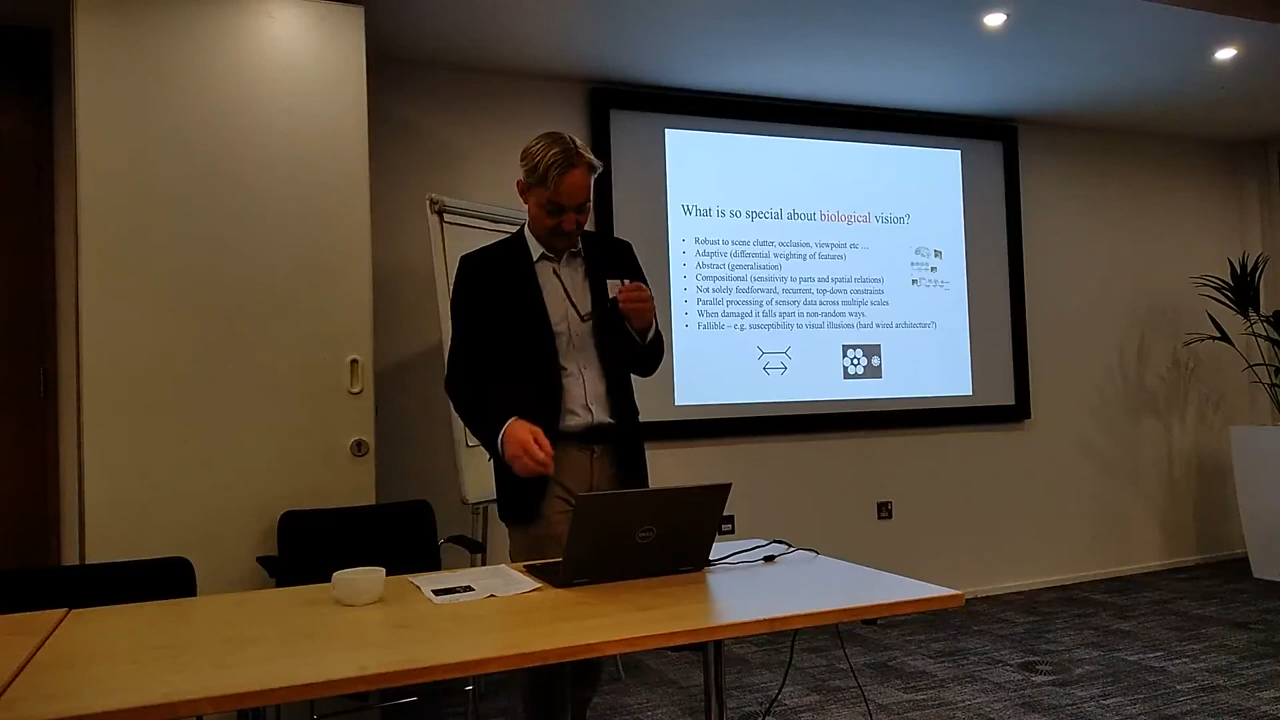 What is so special about biological vision?
• Robust to scene clutter, occlusion, viewpoint etc …
• Adaptive (differential weighting of features)
• Abstract (generalisation)
• Compositional (sensitivity to parts and spatial relations)
• Not solely feedforward, recurrent, top-down constraints
• Parallel processing of sensory data across multiple scales
• When damaged it falls apart in non-random ways.
• Fallible – e.g. susceptibility to visual illusions (hard wired architecture?)
DELL